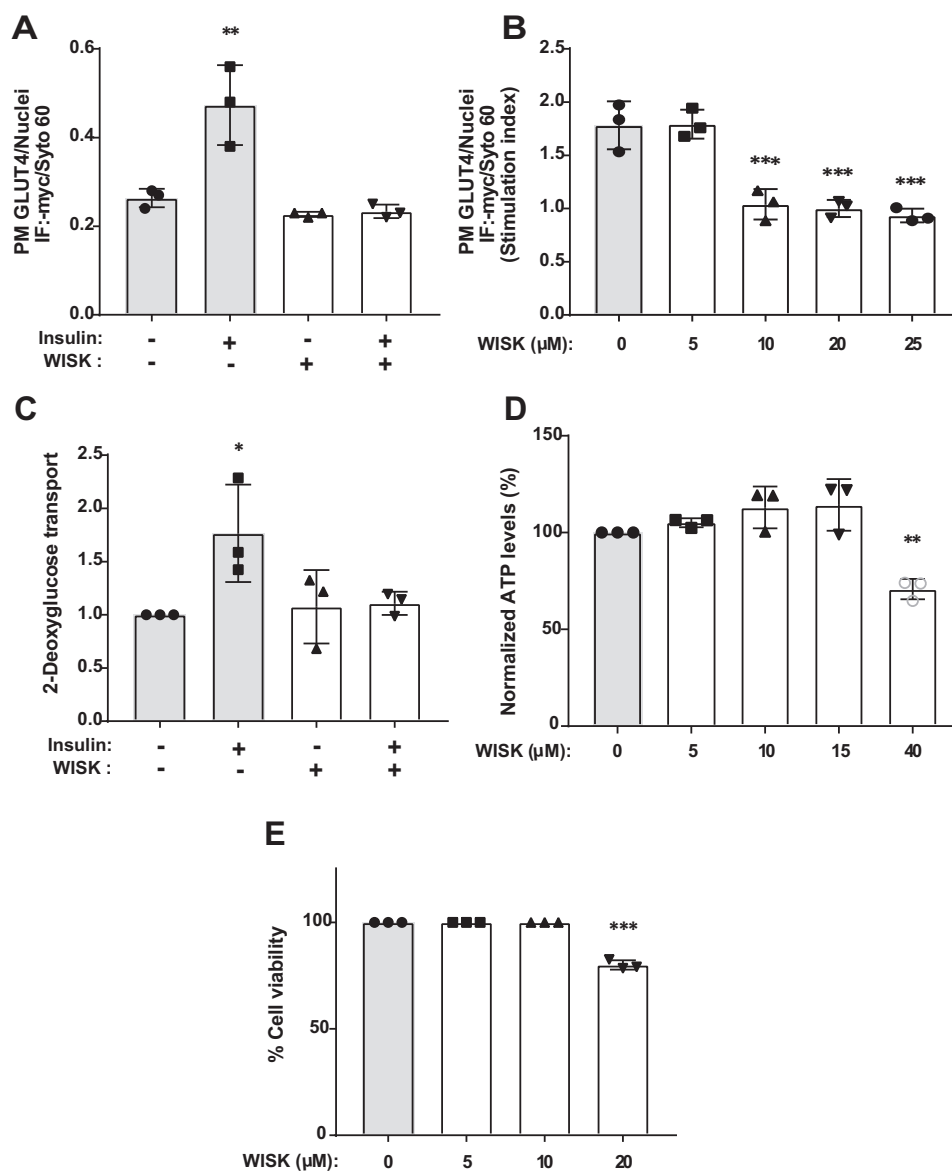 A
PM GLUT4/Nuclei
IF:-myc/Syto 60
0.6
0.4
0.2
0.0
**
Insulin: - + - +
WISK : - - + +
B
PM GLUT4/Nuclei
IF:-myc/Syto 60
(Stimulation index)
2.5
2.0
1.5
1.0
0.5
0.0
*** *** ***
WISK (µM): 0 5 10 20 25
C
2-Deoxyglucose transport
2.5
2.0
1.5
1.0
0.5
0.0
*
Insulin: - + - +
WISK : - - + +
D
Normalized ATP levels (%)
150
100
50
0
**
WISK (µM): 0 5 10 15 40
E
% Cell viability
100
50
0
***
WISK (µM): 0 5 10 20